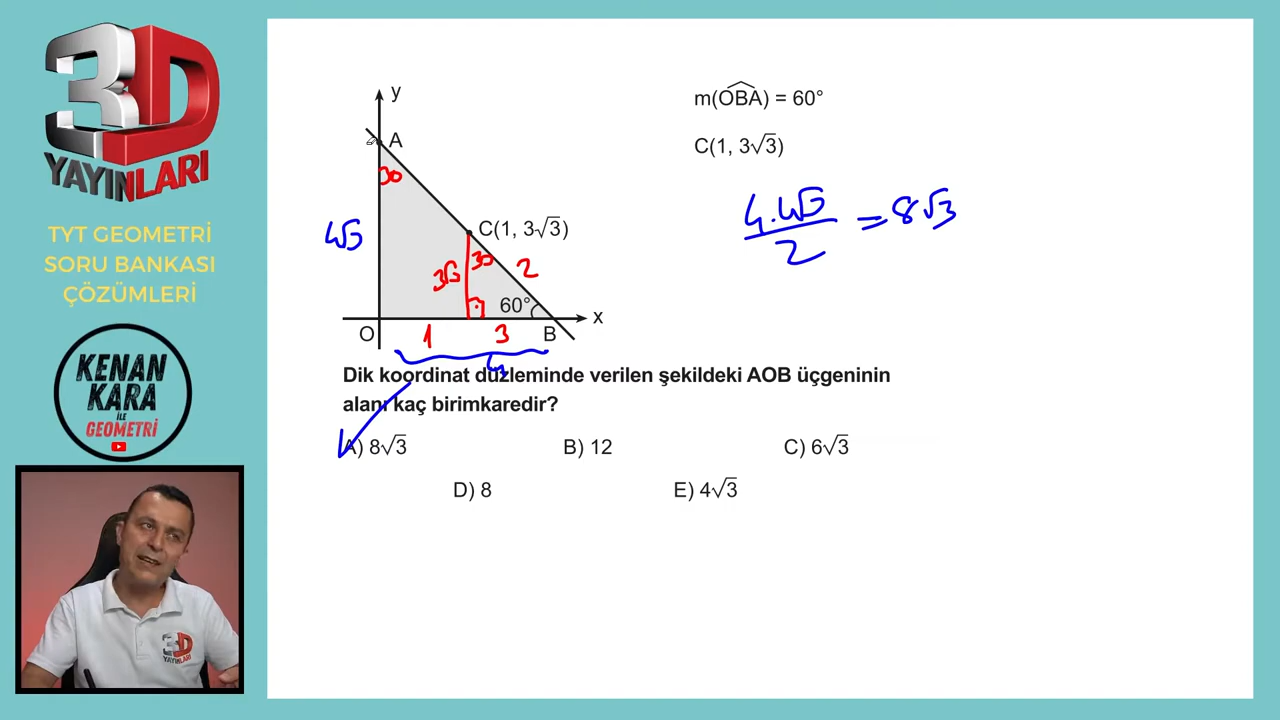 3D
YAYINLARI
TYT GEOMETRİ
SORU BANKASI
ÇÖZÜMLERİ
KENAN
KARA
İLE
GEOMETRİ
3D
YAYINLARI
y
A
30
4√3
C(1, 3√3)
30
3√3
2
60°
x
O
1
3
B
4
m(OBA) = 60°
C(1, 3√3)
4.4√3
2
=8√3
Dik koordinat düzleminde verilen şekildeki AOB üçgeninin
alanı kaç birimkaredir?
A) 8√3 B) 12 C) 6√3
D) 8 E) 4√3